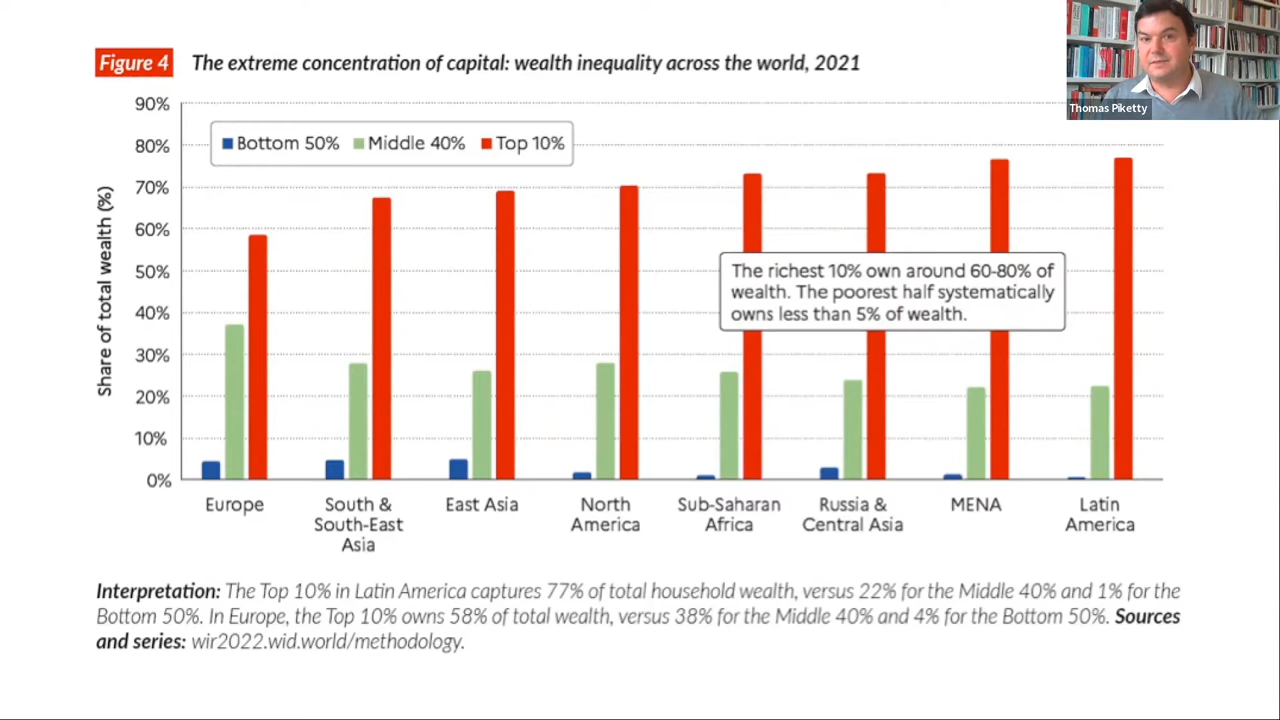 Figure 4 The extreme concentration of capital: wealth inequality across the world, 2021
Thomas Piketty
90%
80%
70%
60%
50%
40%
30%
20%
10%
0%
Share of total wealth (%)
Bottom 50% Middle 40% Top 10%
The richest 10% own around 60-80% of
wealth. The poorest half systematically
owns less than 5% of wealth.
Europe
South &
South-East
Asia
East Asia
North
America
Sub-Saharan
Africa
Russia &
Central Asia
MENA
Latin
America
Interpretation: The Top 10% in Latin America captures 77% of total household wealth, versus 22% for the Middle 40% and 1% for the
Bottom 50%. In Europe, the Top 10% owns 58% of total wealth, versus 38% for the Middle 40% and 4% for the Bottom 50%. Sources
and series: wir2022.wid.world/methodology.